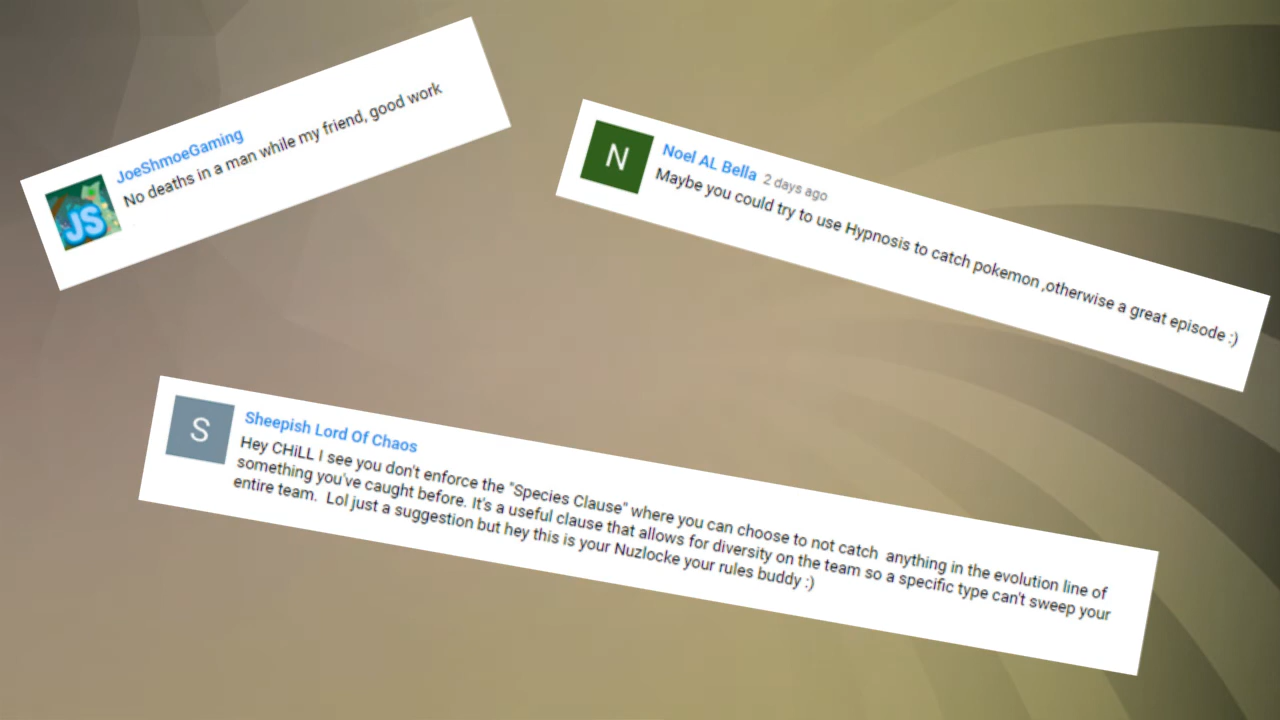 JoeShmoeGaming
No deaths in a man while my friend, good work
JS
N
Noel AL Bella 2 days ago
Maybe you could try to use Hypnosis to catch pokemon ,otherwise a great episode :)
S
Sheepish Lord Of Chaos
Hey CHiLL I see you don't enforce the "Species Clause" where you can choose to not catch  anything in the evolution line of
something you've caught before. It's a useful clause that allows for diversity on the team so a specific type can't sweep your
entire team.  Lol just a suggestion but hey this is your Nuzlocke your rules buddy :)